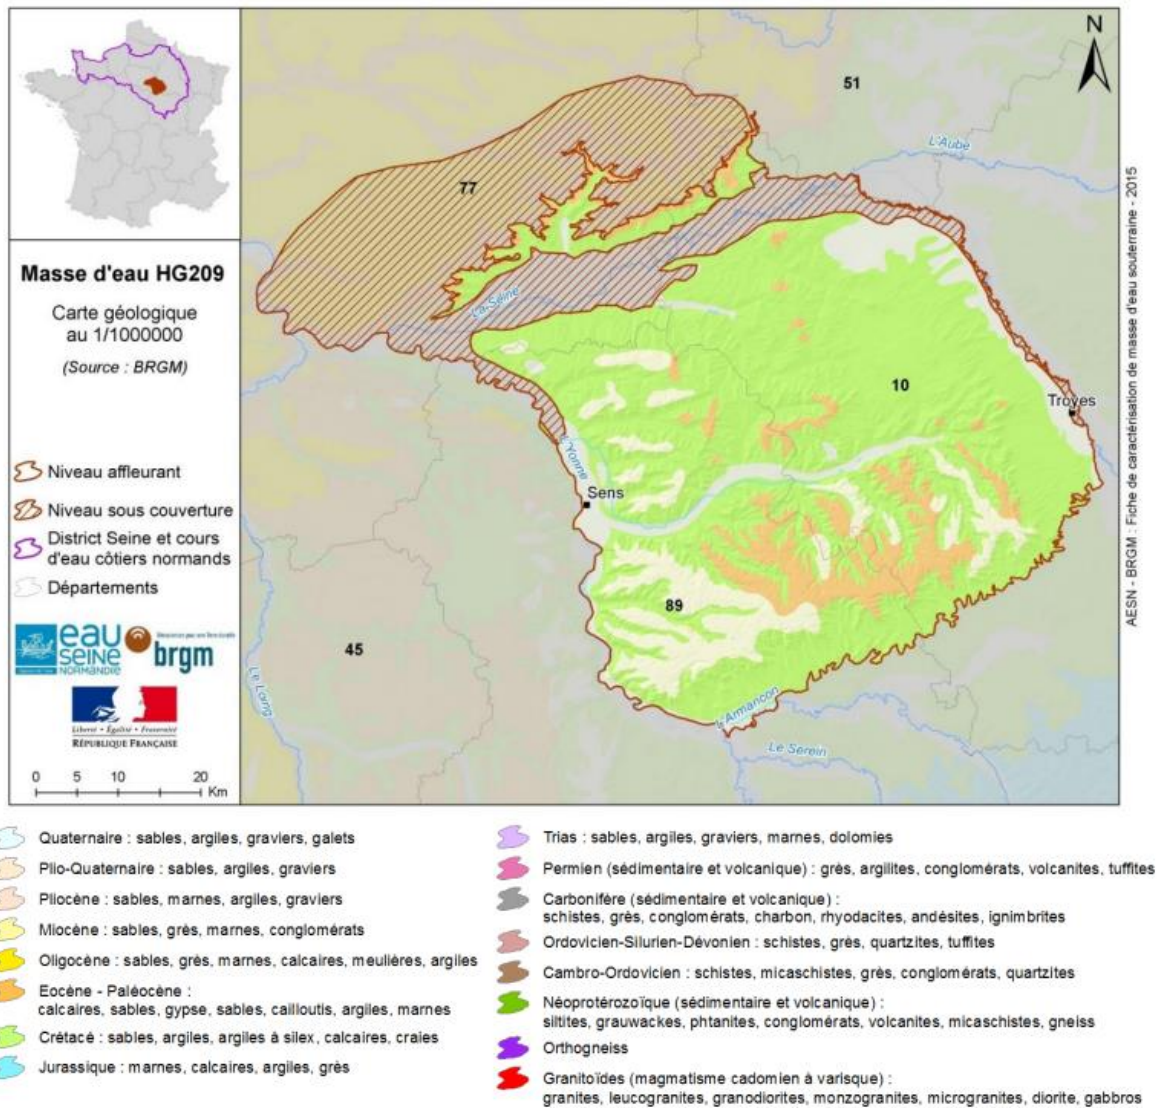 Masse d'eau HG209
Carte géologique
au 1/1000000
(Source : BRGM)
Niveau affleurant
Niveau sous couverture
District Seine et cours
d'eau côtiers normands
Départements
eau
SEINE
NORMANDIE
brgm
Liberté • Égalité • Fraternité
RÉPUBLIQUE FRANÇAISE
0 5 10 20
Km
N
51
L'Aube
77
La Seine
10
Troyes
L'Yonne
Sens
89
45
Le Loing
L'Armançon
Le Serein
AESN - BRGM : Fiche de caractérisation de masse d'eau souterraine - 2015
Quaternaire : sables, argiles, graviers, galets
Plio-Quaternaire : sables, argiles, graviers
Pliocène : sables, marnes, argiles, graviers
Miocène : sables, grès, marnes, conglomérats
Oligocène : sables, grès, marnes, calcaires, meulières, argiles
Eocène - Paléocène :
calcaires, sables, gypse, sables, cailloutis, argiles, marnes
Crétacé : sables, argiles, argiles à silex, calcaires, craies
Jurassique : marnes, calcaires, argiles, grès
Trias : sables, argiles, graviers, marnes, dolomies
Permien (sédimentaire et volcanique) : grès, argilites, conglomérats, volcanites, tuffites
Carbonifère (sédimentaire et volcanique) :
schistes, grès, conglomérats, charbon, rhyodacites, andésites, ignimbrites
Ordovicien-Silurien-Dévonien : schistes, grès, quartzites, tuffites
Cambro-Ordovicien : schistes, micaschistes, grès, conglomérats, quartzites
Néoprotérozoïque (sédimentaire et volcanique) :
siltites, grauwackes, phtanites, conglomérats, volcanites, micaschistes, gneiss
Orthogneiss
Granitoïdes (magmatisme cadomien à varisque) :
granites, leucogranites, granodiorites, monzogranites, microgranites, diorite, gabbros